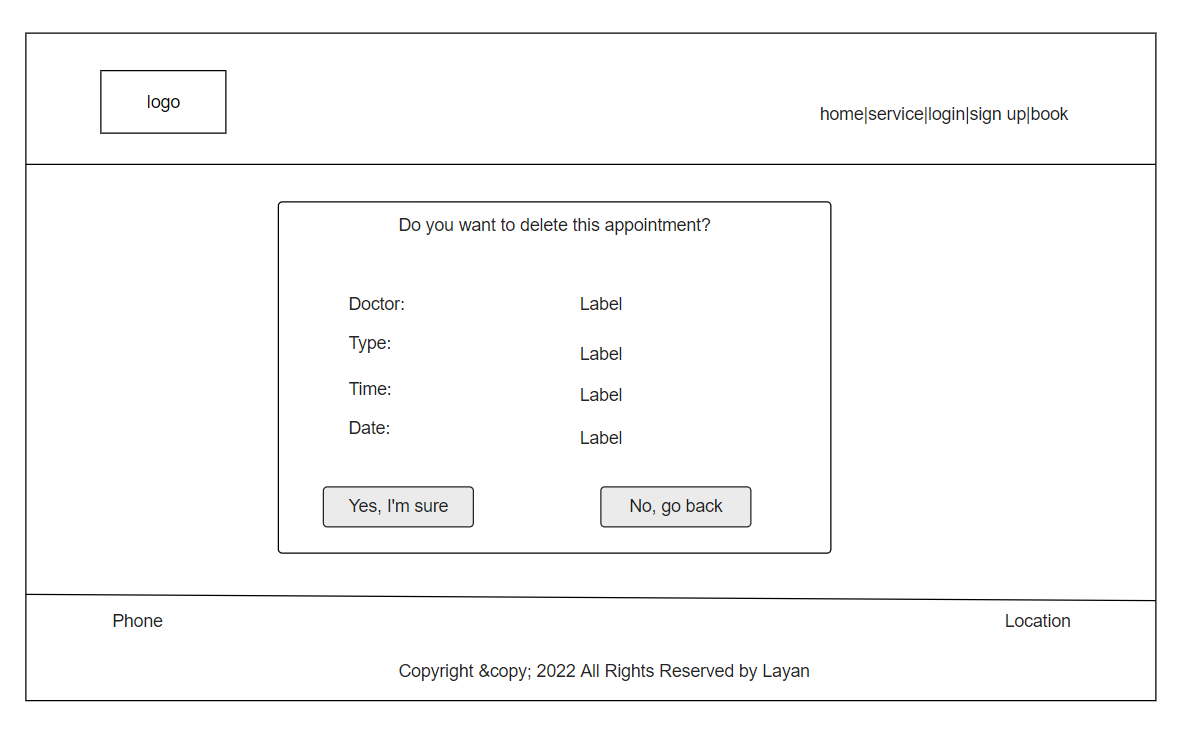 logo
home|service|login|sign up|book
Do you want to delete this appointment?
Doctor: Label
Type: Label
Time: Label
Date: Label
Yes, I'm sure No, go back
Phone Location
Copyright &copy; 2022 All Rights Reserved by Layan